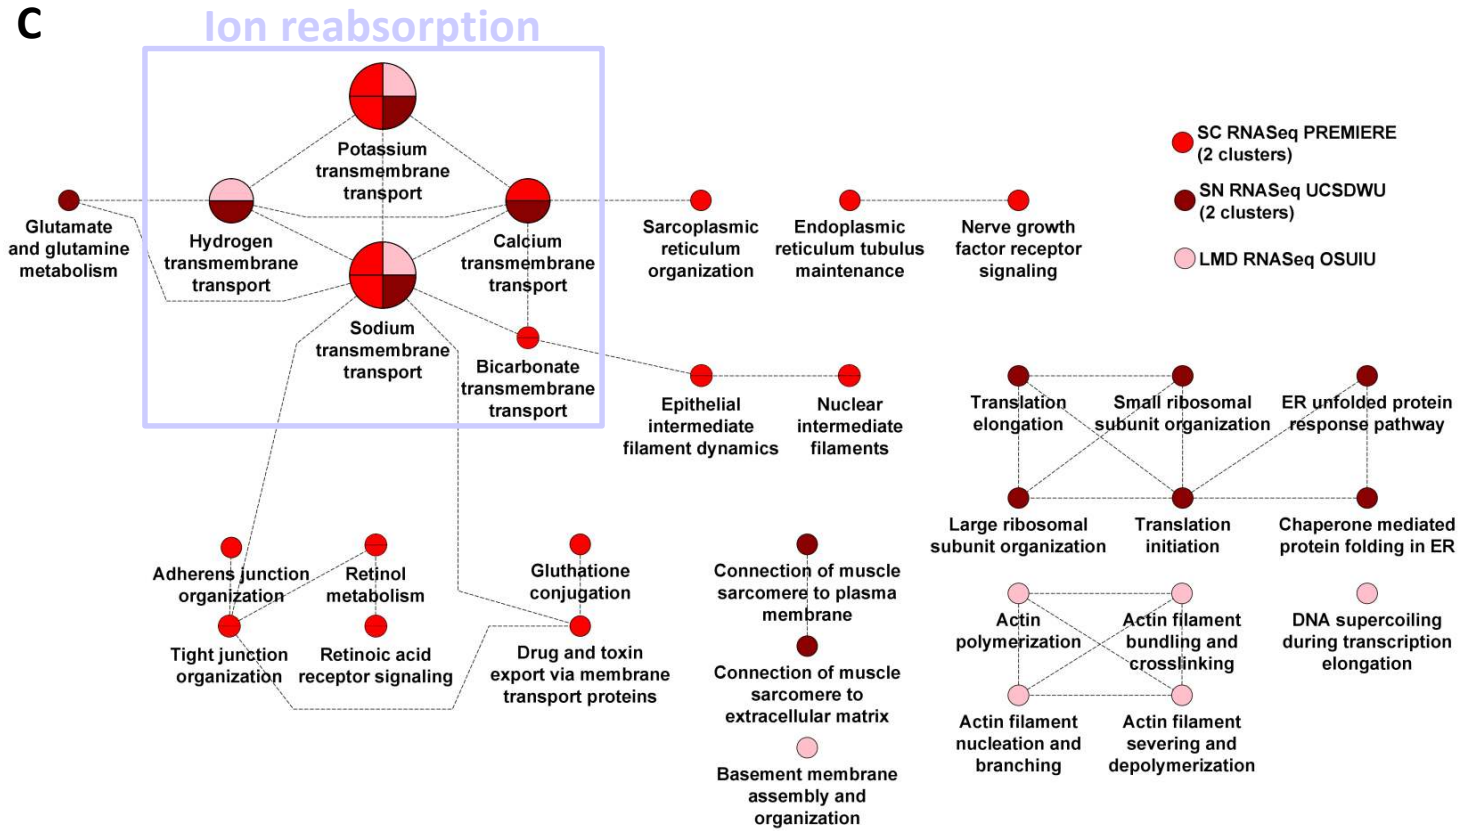 C
Ion reabsorption
Potassium
transmembrane
transport
Glutamate
and glutamine
metabolism
Hydrogen
transmembrane
transport
Calcium
transmembrane
transport
Sodium
transmembrane
transport
Bicarbonate
transmembrane
transport
Sarcoplasmic
reticulum
organization
Endoplasmic
reticulum tubulus
maintenance
Nerve growth
factor receptor
signaling
SC RNASeq PREMIERE
(2 clusters)
SN RNASeq UCSDWU
(2 clusters)
LMD RNASeq OSUIU
Epithelial
intermediate
filament dynamics
Nuclear
intermediate
filaments
Translation
elongation
Small ribosomal
subunit organization
ER unfolded protein
response pathway
Large ribosomal
subunit organization
Translation
initiation
Chaperone mediated
protein folding in ER
Adherens junction
organization
Retinol
metabolism
Gluthatione
conjugation
Tight junction
organization
Retinoic acid
receptor signaling
Drug and toxin
export via membrane
transport proteins
Connection of muscle
sarcomere to plasma
membrane
Connection of muscle
sarcomere to
extracellular matrix
Basement membrane
assembly and
organization
Actin
polymerization
Actin filament
bundling and
crosslinking
DNA supercoiling
during transcription
elongation
Actin filament
nucleation and
branching
Actin filament
severing and
depolymerization